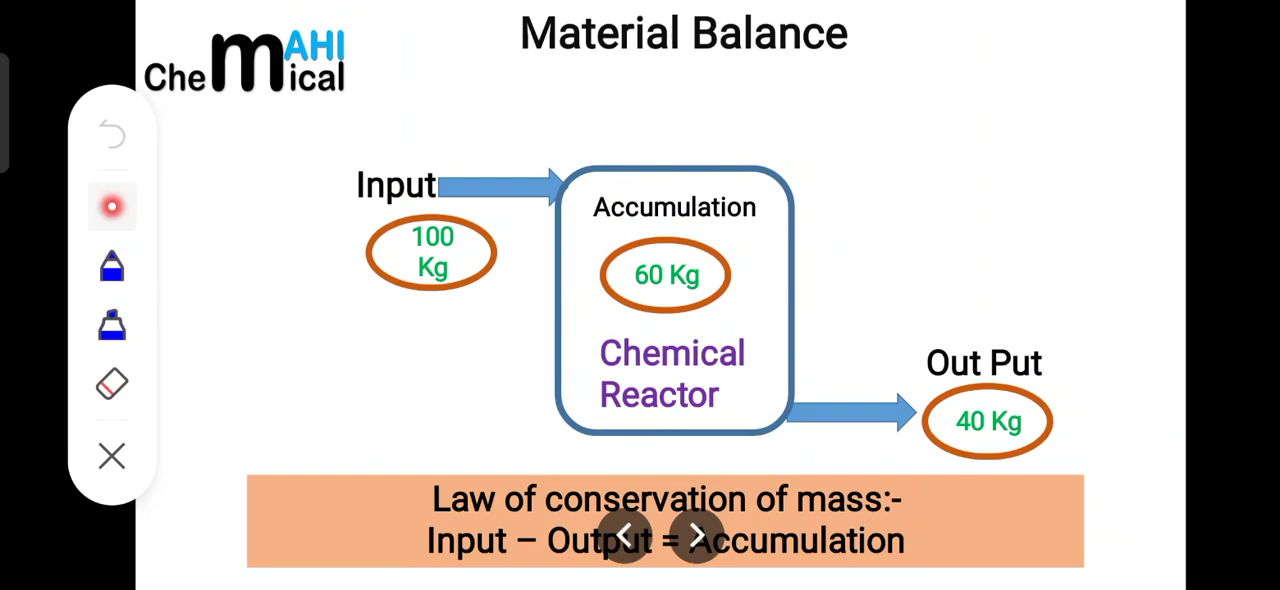 Material Balance
AHI
Che m ical
Input
Accumulation
100
Kg
60 Kg
Chemical
Reactor
Out Put
40 Kg
Law of conservation of mass:-
Input – Output = Accumulation